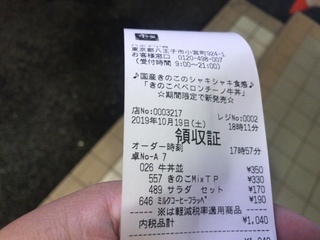 東京都八王子市小宮町924-1
お客様窓口 0120-498-007
(受付時間 9:00~21:00)
♪国産きのこのシャキシャキ食感♪
「きのこペペロンチーノ牛丼」
☆期間限定で新発売☆
店No:0003217 レジNo:0002
2019年10月19日(土) 18時11分
領収証
オーダー時刻 17時57分
卓No-A 7
026 牛丼並 ¥350
557 きのこMixTP ¥330
489 サラダ セット ¥170
646 ミルクコーヒーフラッペ ¥190
※は軽減税率適用商品
内税品計 ¥1,040